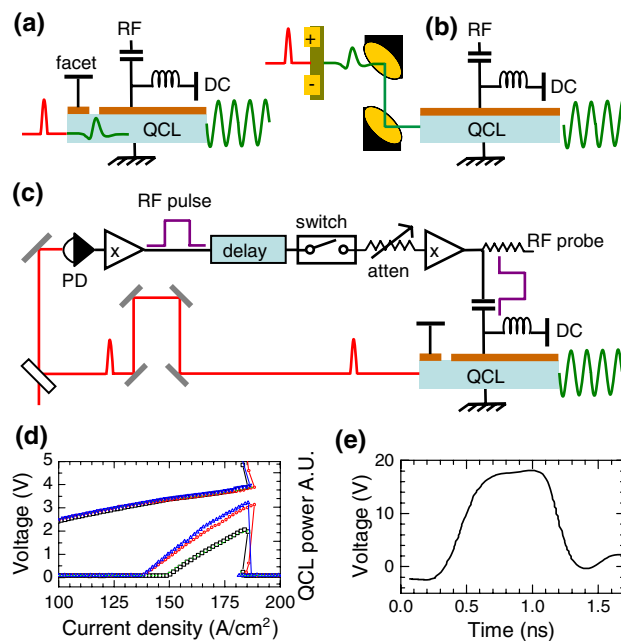 (a)
RF
facet
DC
QCL
+
-
(b)
RF
DC
QCL
(c)
RF pulse
switch
PD
x
delay
atten
x
RF probe
DC
QCL
(d)
5
4
3
2
1
0
Voltage (V)
100 125 150 175 200
Current density (A/cm²)
QCL power A.U.
(e)
20
10
0
Voltage (V)
0.0 0.5 1.0 1.5
Time (ns)